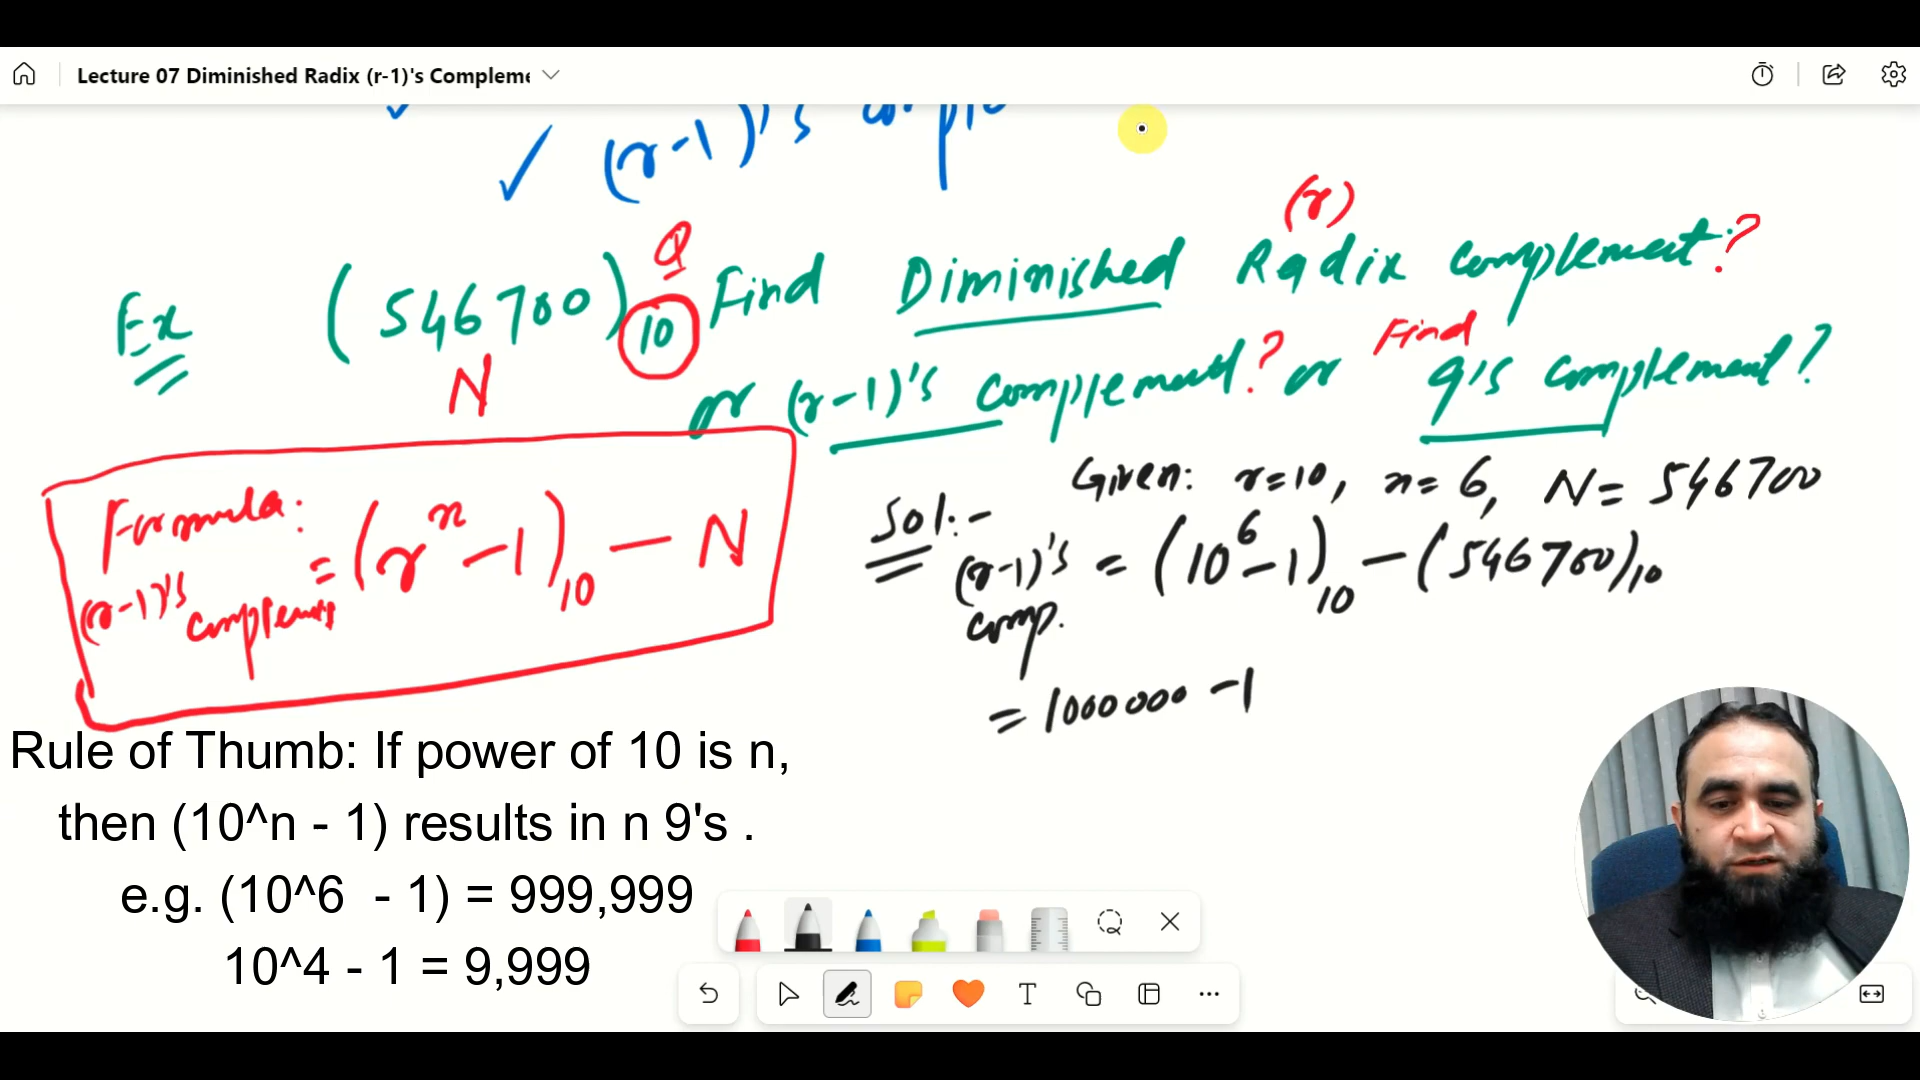 Lecture 07 Diminished Radix (r-1)'s Compleme
✓ (r-1)'s comple
Q (r)
Ex (546700)10 Find Diminished Radix complement?
N
or (r-1)'s complement? or Find 9's complement?
Formula:
(r-1)'s complement = (r^n - 1)10 - N
Sol:- Given: r=10, n=6, N=546700
(r-1)'s comp. = (10^6-1)10 - (546700)10
= 1000000 -1
Rule of Thumb: If power of 10 is n,
then (10^n - 1) results in n 9's .
e.g. (10^6 - 1) = 999,999
10^4 - 1 = 9,999
T